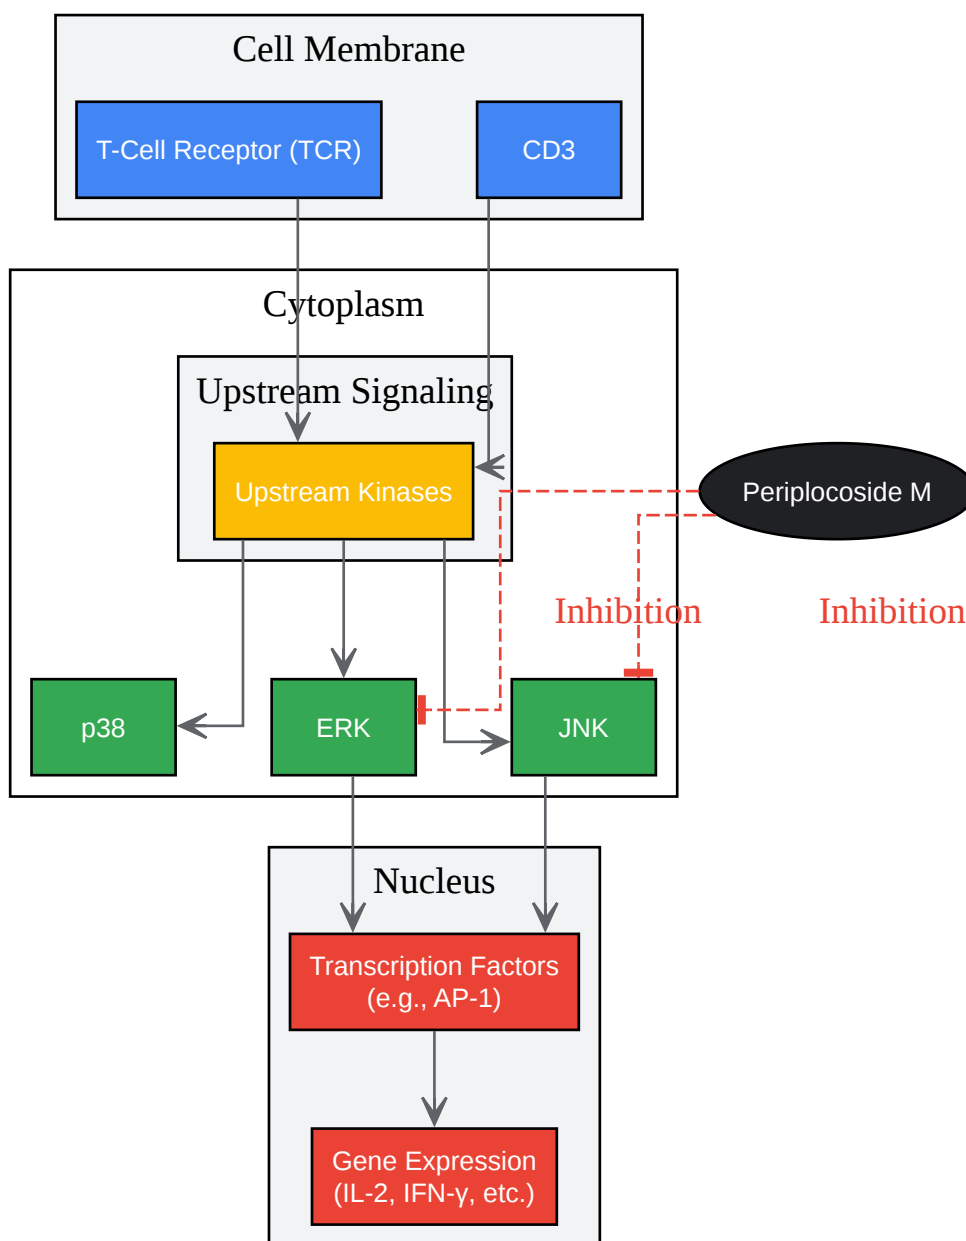 Cell Membrane
T-Cell Receptor (TCR)
CD3
Cytoplasm
Upstream Signaling
Upstream Kinases
Periplocoside M
Inhibition
Inhibition
p38
ERK
JNK
Nucleus
Transcription Factors
(e.g., AP-1)
Gene Expression
(IL-2, IFN-γ, etc.)